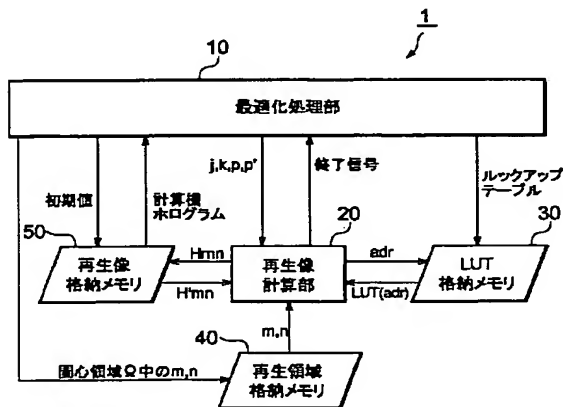 1
10
最適化処理部
初期値
計算機
ホログラム
j,k,p,p'
終了信号
ルックアップ
テーブル
50
20
30
再生像
格納メモリ
Hmn
H'mn
再生像
計算部
adr
LUT(adr)
LUT
格納メモリ
m,n
40
関心領域Ω中のm,n
再生領域
格納メモリ